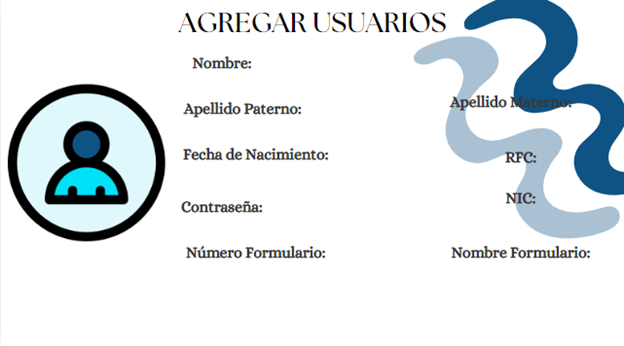 AGREGAR USUARIOS
Nombre:
Apellido Paterno:
Apellido Materno:
Fecha de Nacimiento:
RFC:
Contraseña:
NIC:
Número Formulario:
Nombre Formulario: